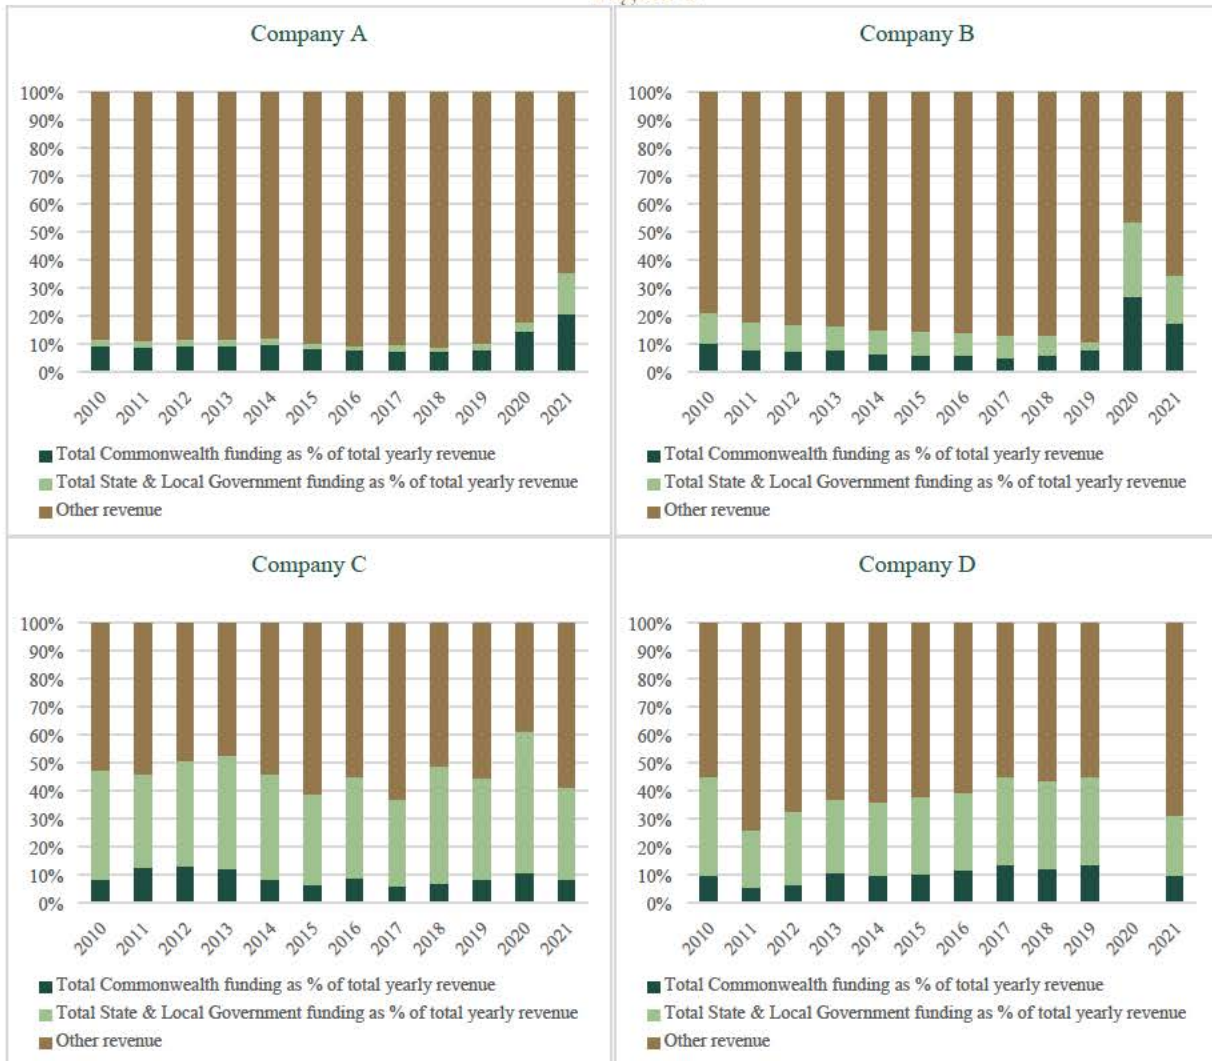 Company A
100%
90%
80%
70%
60%
50%
40%
30%
20%
10%
0%
2010 2011 2012 2013 2014 2015 2016 2017 2018 2019 2020 2021
Total Commonwealth funding as % of total yearly revenue
Total State & Local Government funding as % of total yearly revenue
Other revenue
Company B
100%
90%
80%
70%
60%
50%
40%
30%
20%
10%
0%
2010 2011 2012 2013 2014 2015 2016 2017 2018 2019 2020 2021
Total Commonwealth funding as % of total yearly revenue
Total State & Local Government funding as % of total yearly revenue
Other revenue
Company C
100%
90%
80%
70%
60%
50%
40%
30%
20%
10%
0%
2010 2011 2012 2013 2014 2015 2016 2017 2018 2019 2020 2021
Total Commonwealth funding as % of total yearly revenue
Total State & Local Government funding as % of total yearly revenue
Other revenue
Company D
100%
90%
80%
70%
60%
50%
40%
30%
20%
10%
0%
2010 2011 2012 2013 2014 2015 2016 2017 2018 2019 2020 2021
Total Commonwealth funding as % of total yearly revenue
Total State & Local Government funding as % of total yearly revenue
Other revenue